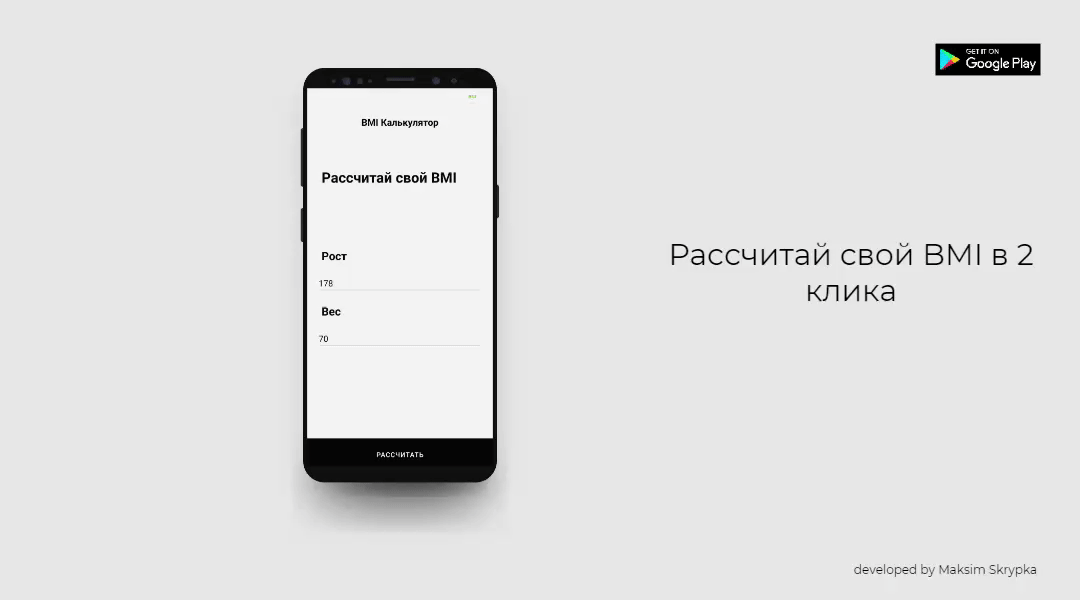 GET IT ON
Google Play
BMI Калькулятор
Рассчитай свой BMI
Рост
178
Вес
70
РАССЧИТАТЬ
Рассчитай свой BMI в 2
клика
developed by Maksim Skrypka